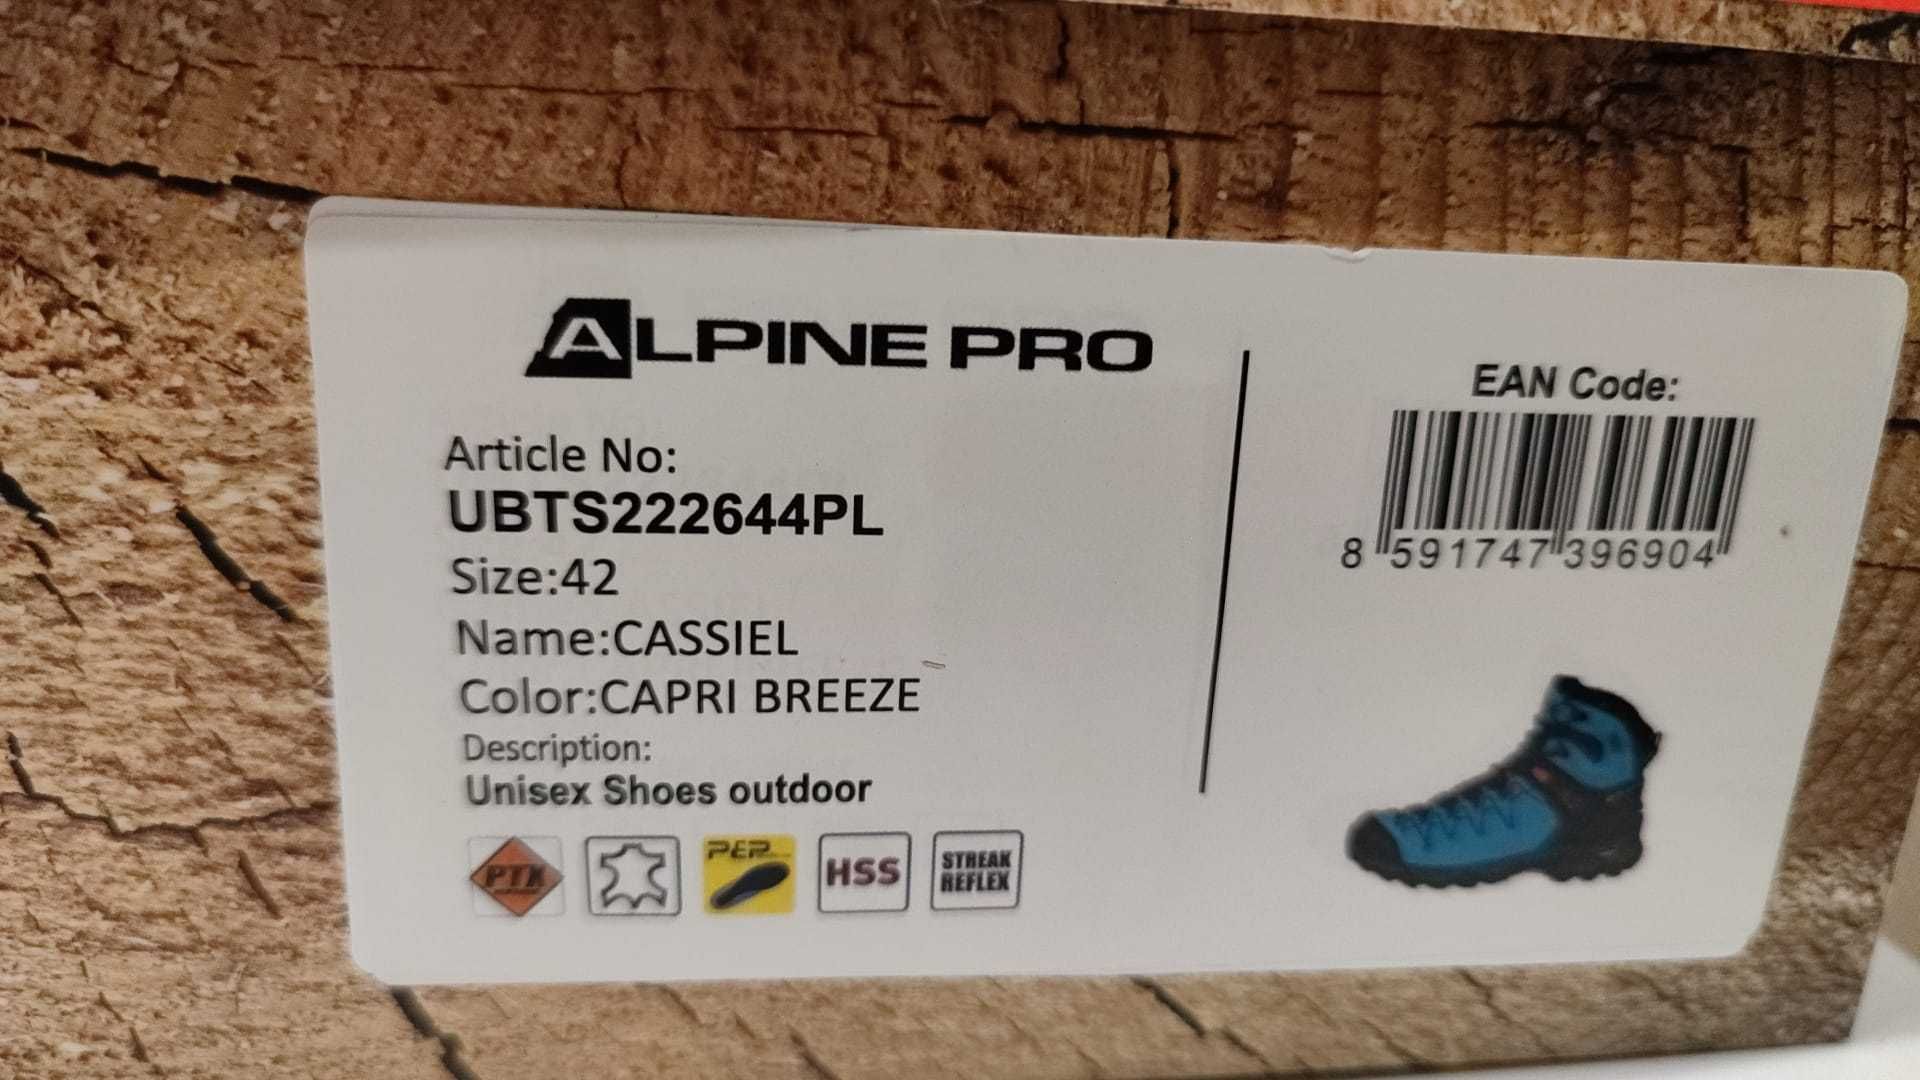 ALPINE PRO
Article No:
UBTS222644PL
Size:42
Name:CASSIEL
Color:CAPRI BREEZE
Description:
Unisex Shoes outdoor
PTX
PEP
HSS
STREAK
REFLEX
EAN Code:
8 591747 396904